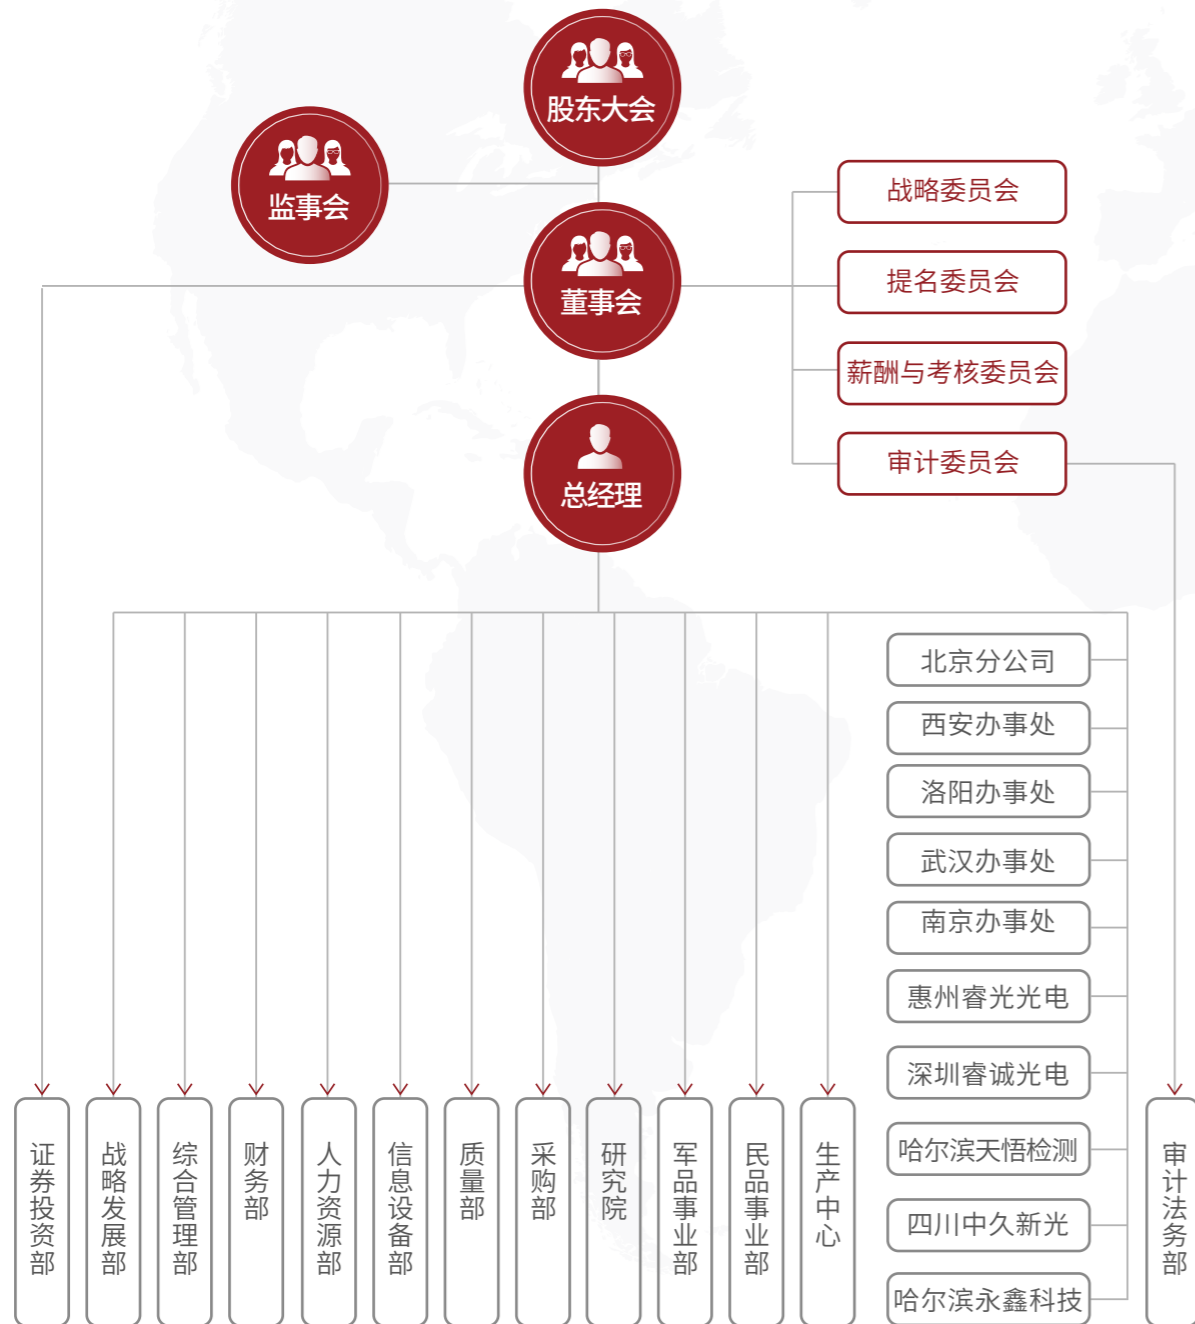 股东大会
监事会
董事会
总经理
战略委员会
提名委员会
薪酬与考核委员会
审计委员会
北京分公司
西安办事处
洛阳办事处
武汉办事处
南京办事处
惠州睿光光电
深圳睿诚光电
哈尔滨天悟检测
四川中久新光
哈尔滨永鑫科技
证券投资部
战略发展部
综合管理部
财务部
人力资源部
信息设备部
质量部
采购部
研究院
军品事业部
民品事业部
生产中心
审计法务部